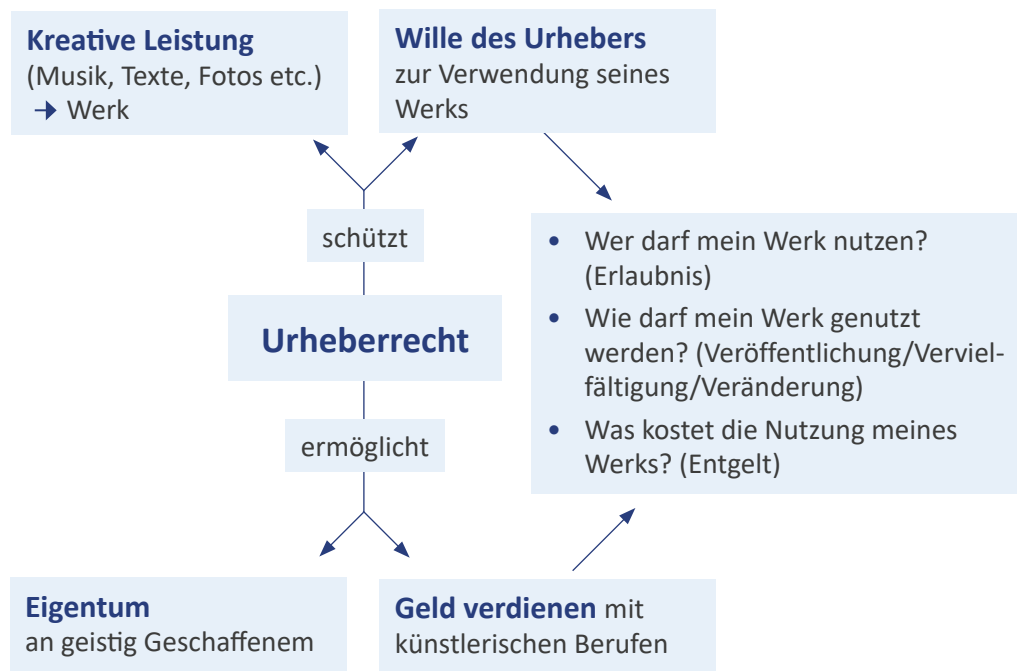 Kreative Leistung
(Musik, Texte, Fotos etc.)
→ Werk
Wille des Urhebers
zur Verwendung seines
Werks
schützt
• Wer darf mein Werk nutzen?
(Erlaubnis)
• Wie darf mein Werk genutzt
werden? (Veröffentlichung/Verviel-
fältigung/Veränderung)
• Was kostet die Nutzung meines
Werks? (Entgelt)
Urheberrecht
ermöglicht
Eigentum
an geistig Geschaffenem
Geld verdienen mit
künstlerischen Berufen